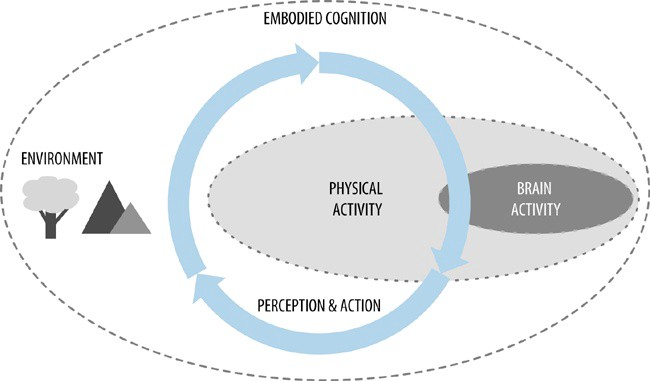 EMBODIED COGNITION
ENVIRONMENT
PHYSICAL
ACTIVITY
BRAIN
ACTIVITY
PERCEPTION & ACTION